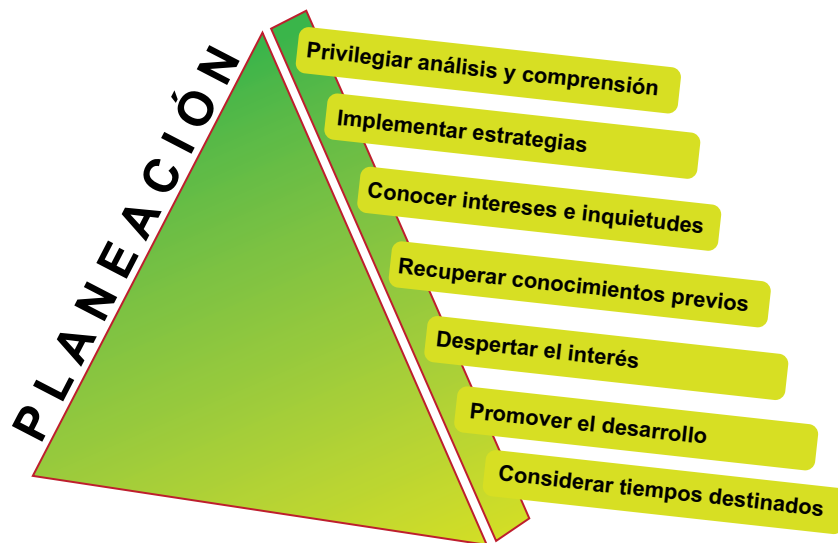 PLANEACIÓN
Privilegiar análisis y comprensión
Implementar estrategias
Conocer intereses e inquietudes
Recuperar conocimientos previos
Despertar el interés
Promover el desarrollo
Considerar tiempos destinados